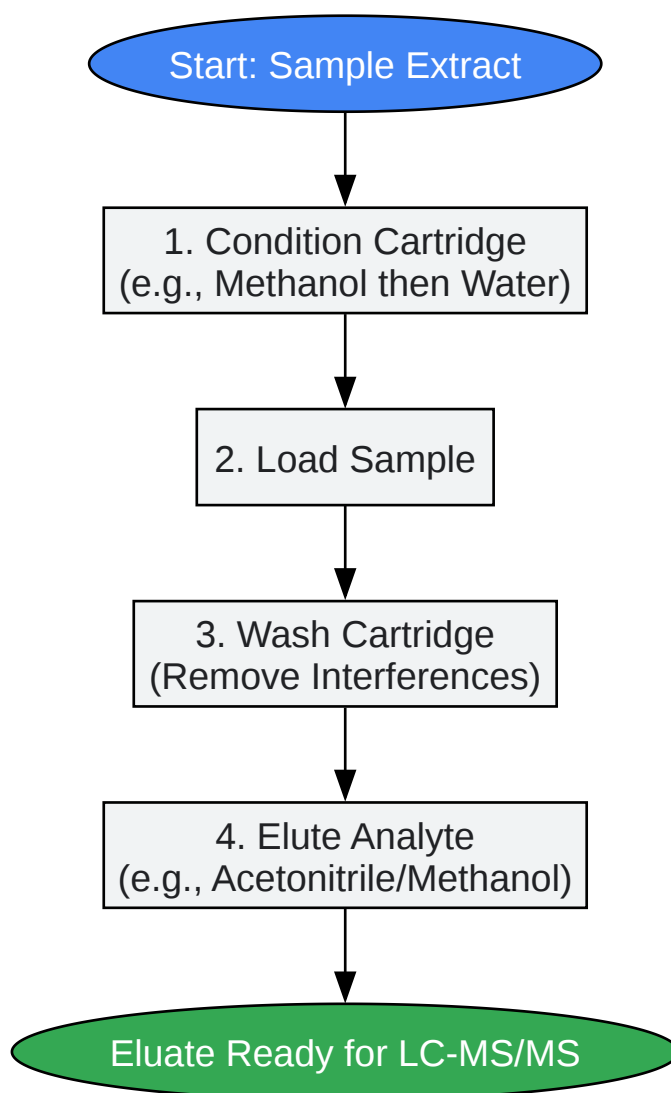 Start: Sample Extract
1. Condition Cartridge
(e.g., Methanol then Water)
2. Load Sample
3. Wash Cartridge
(Remove Interferences)
4. Elute Analyte
(e.g., Acetonitrile/Methanol)
Eluate Ready for LC-MS/MS